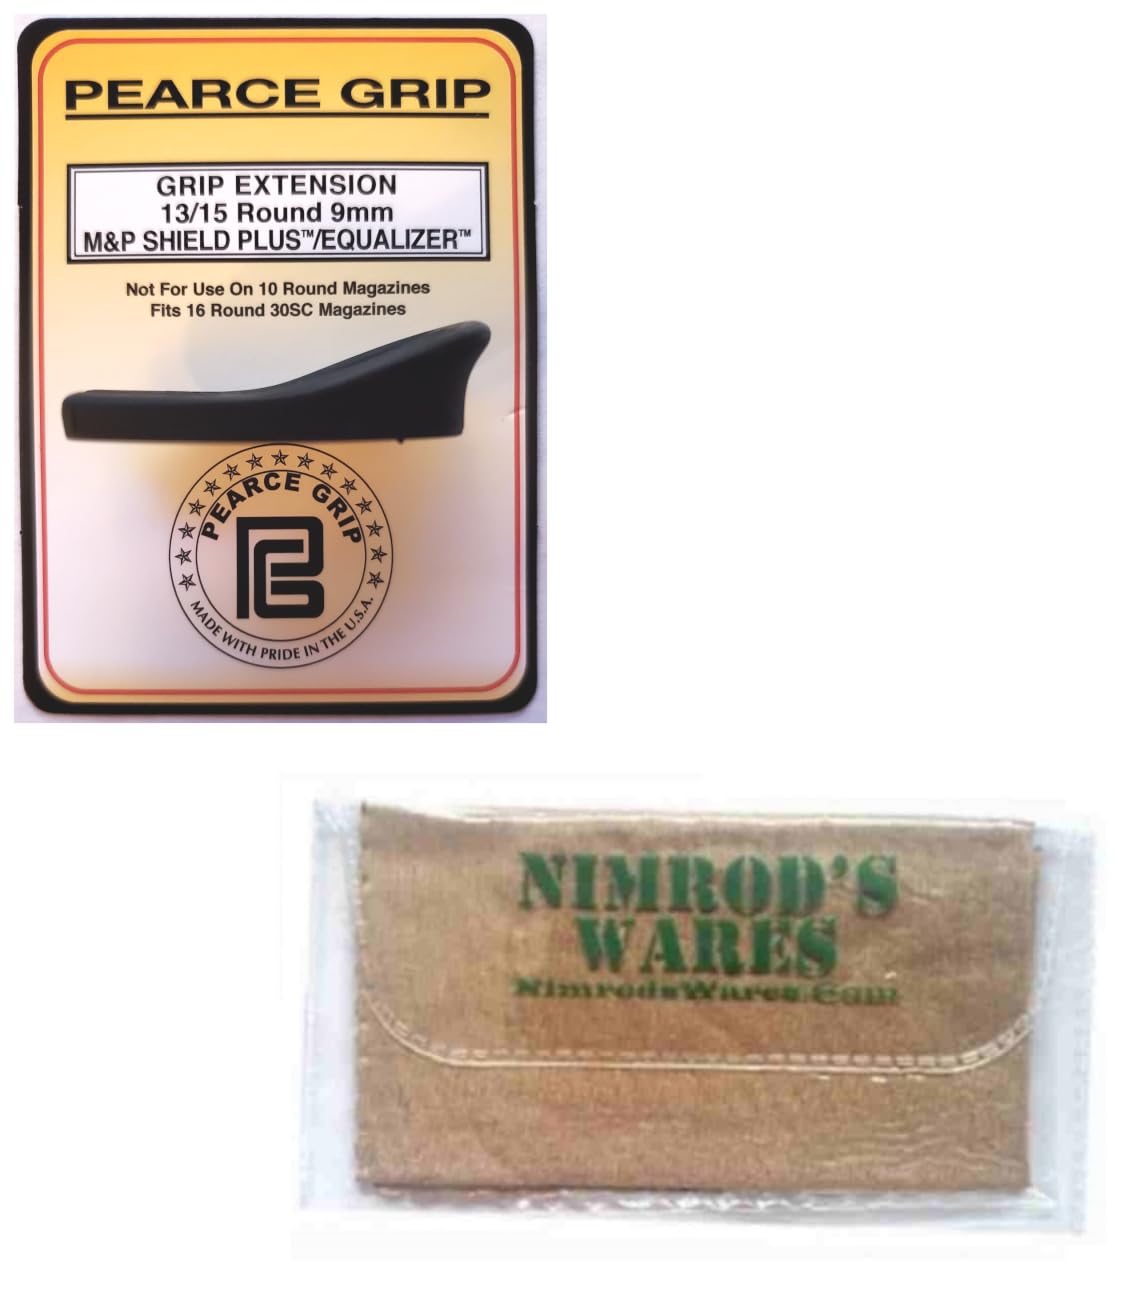 PEARCE GRIP
GRIP EXTENSION
13/15 Round 9mm
M&P SHIELD PLUS™/EQUALIZER™
Not For Use On 10 Round Magazines
Fits 16 Round 30SC Magazines
PEARCE GRIP
PG
MADE WITH PRIDE IN THE U.S.A.
NIMROD'S
WARES
NimrodsWares.Com